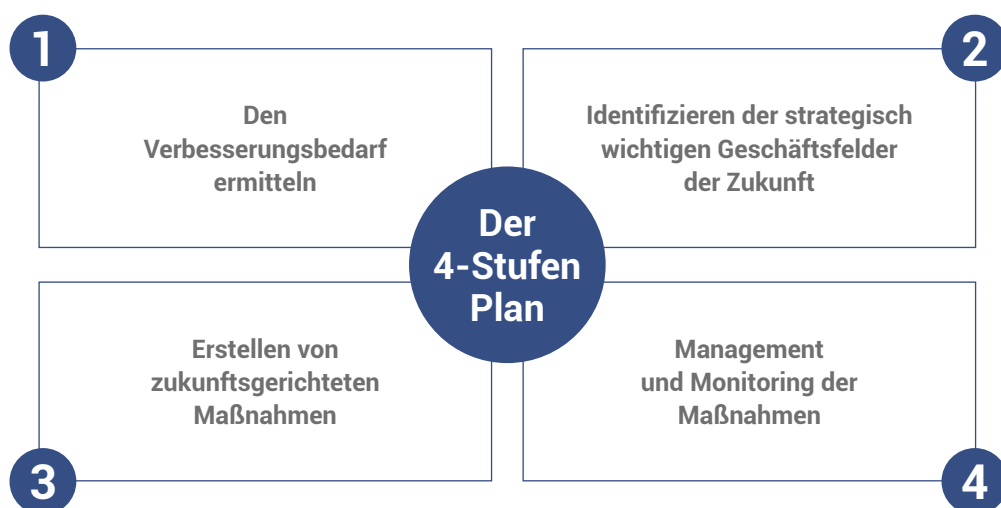 1
Den
Verbesserungsbedarf
ermitteln
2
Identifizieren der strategisch
wichtigen Geschäftsfelder
der Zukunft
Der
4-Stufen
Plan
3
Erstellen von
zukunftsgerichteten
Maßnahmen
4
Management
und Monitoring der
Maßnahmen